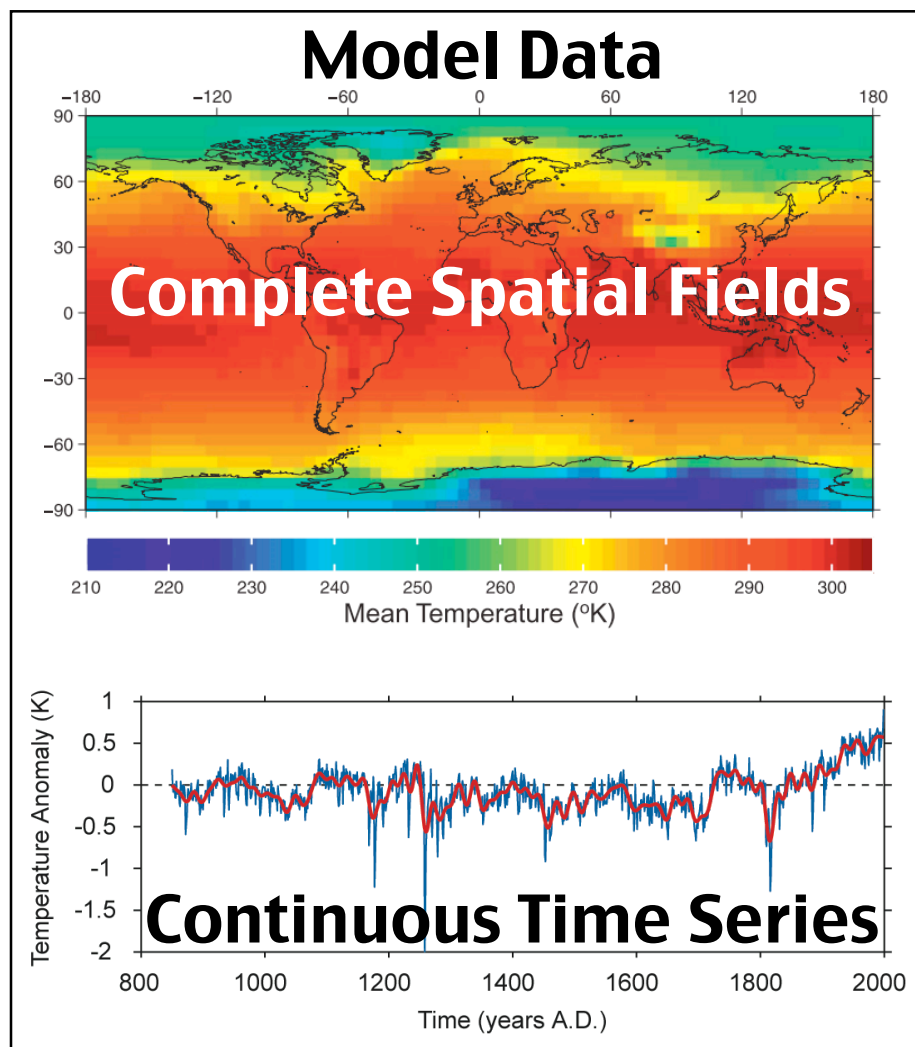 Model Data
−180 −120 −60 0 60 120 180
90
60
30
0
−30
−60
−90
Complete Spatial Fields
210 220 230 240 250 260 270 280 290 300
Mean Temperature (°K)
Temperature Anomaly (K)
1
0.5
0
-0.5
-1
-1.5
-2
Continuous Time Series
800 1000 1200 1400 1600 1800 2000
Time (years A.D.)